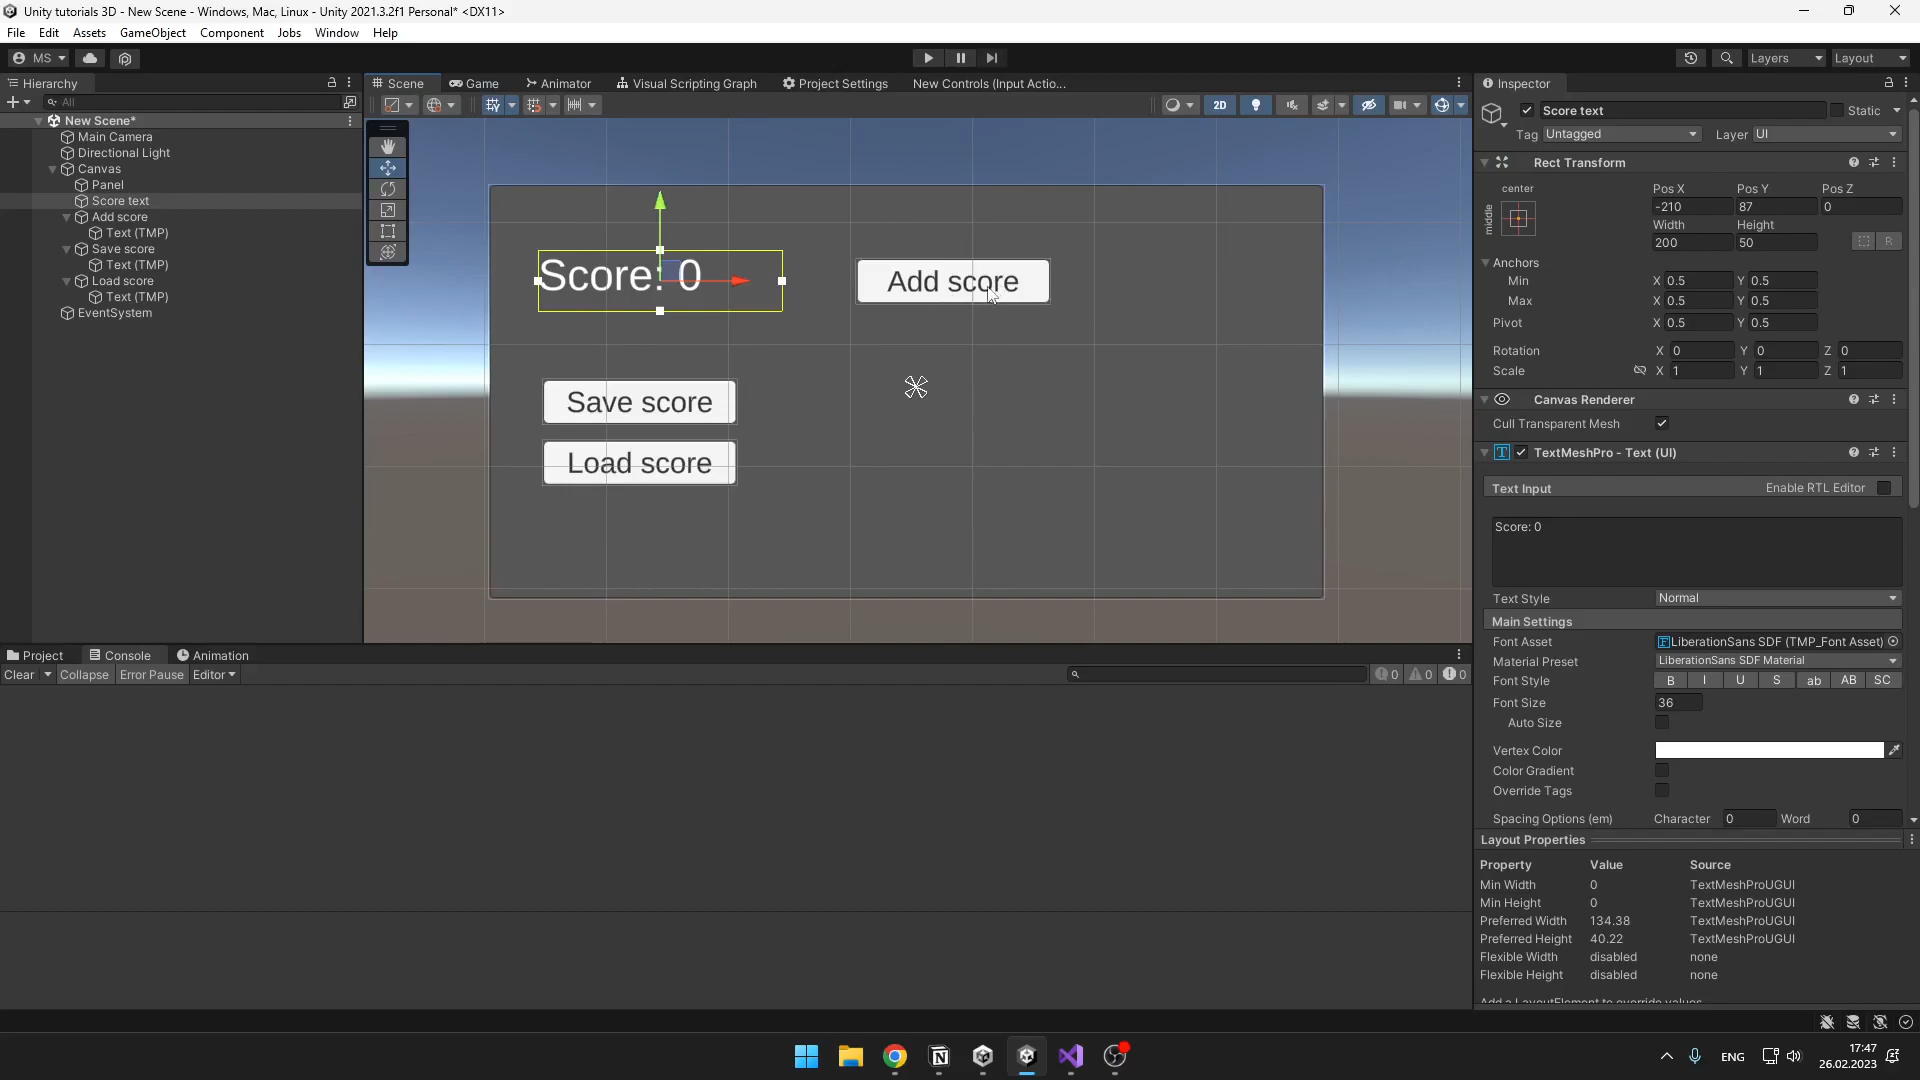 Unity tutorials 3D - New Scene - Windows, Mac, Linux - Unity 2021.3.2f1 Personal* <DX11>
File Edit Assets GameObject Component Jobs Window Help
MS
Layers Layout
Hierarchy
All
New Scene*
Main Camera
Directional Light
Canvas
Panel
Score text
Add score
Text (TMP)
Save score
Text (TMP)
Load score
Text (TMP)
EventSystem
Scene Game Animator Visual Scripting Graph Project Settings New Controls (Input Actio...
2D
Score: 0
Add score
Save score
Load score
Project Console Animation
Clear Collapse Error Pause Editor
0 0 0
Inspector
Score text Static
Tag Untagged Layer UI
Rect Transform
center
middle
Pos X Pos Y Pos Z
-210 87 0
Width Height
200 50
R
Anchors
Min X 0.5 Y 0.5
Max X 0.5 Y 0.5
Pivot X 0.5 Y 0.5
Rotation X 0 Y 0 Z 0
Scale X 1 Y 1 Z 1
Canvas Renderer
Cull Transparent Mesh
TextMeshPro - Text (UI)
Text Input Enable RTL Editor
Score: 0
Text Style Normal
Main Settings
Font Asset LiberationSans SDF (TMP_Font Asset)
Material Preset LiberationSans SDF Material
Font Style B I U S ab AB SC
Font Size 36
Auto Size
Vertex Color
Color Gradient
Override Tags
Spacing Options (em) Character 0 Word 0
Layout Properties
Property Value Source
Min Width 0 TextMeshProUGUI
Min Height 0 TextMeshProUGUI
Preferred Width 134.38 TextMeshProUGUI
Preferred Height 40.22 TextMeshProUGUI
Flexible Width disabled none
Flexible Height disabled none
Add a LayoutElement to override values
ENG
17:47
26.02.2023